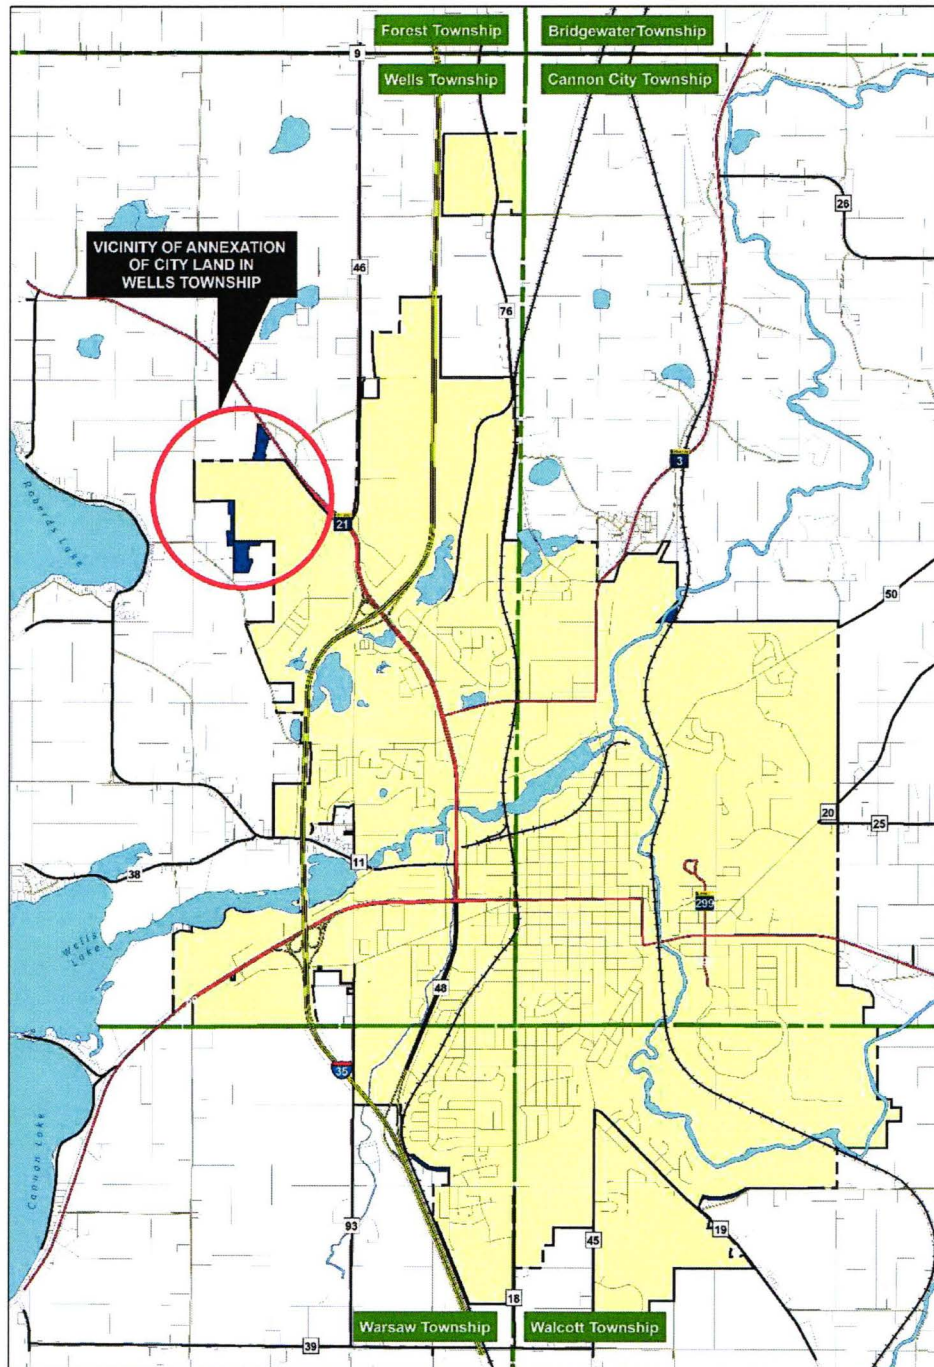 Forest Township
BridgewaterTownship
9
Wells Township
Cannon City Township
26
VICINITY OF ANNEXATION
OF CITY LAND IN
WELLS TOWNSHIP
46
76
3
Roberds Lake
21
50
20
25
11
38
299
Wells
Lake
48
35
Cannon Lake
93
19
45
18
Warsaw Township
Walcott Township
39